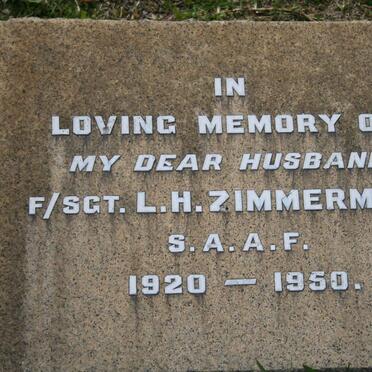 IN
LOVING MEMORY O
MY DEAR HUSBAN
F/SGT. L.H. ZIMMERM
S.A.A.F.
1920 — 1950.